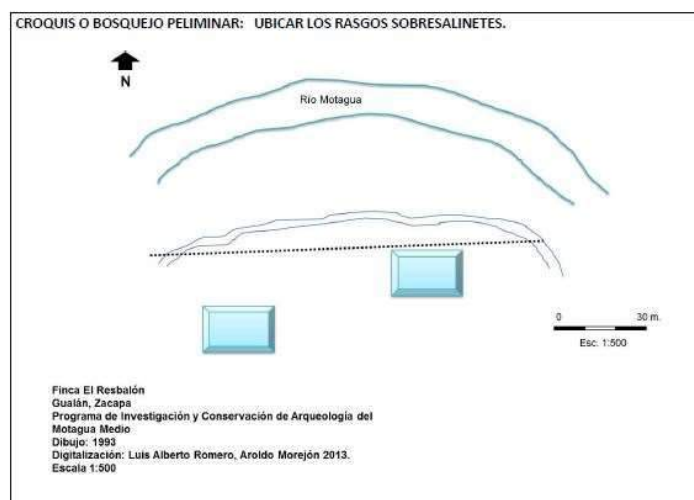 CROQUIS O BOSQUEJO PELIMINAR: UBICAR LOS RASGOS SOBRESALINETES.
N
Río Motagua
0 30 m.
Esc. 1:500
Finca El Resbalón
Gualán, Zacapa
Programa de Investigación y Conservación de Arqueología del
Motagua Medio
Dibujo: 1993
Digitalización: Luis Alberto Romero, Aroldo Morejón 2013.
Escala 1:500